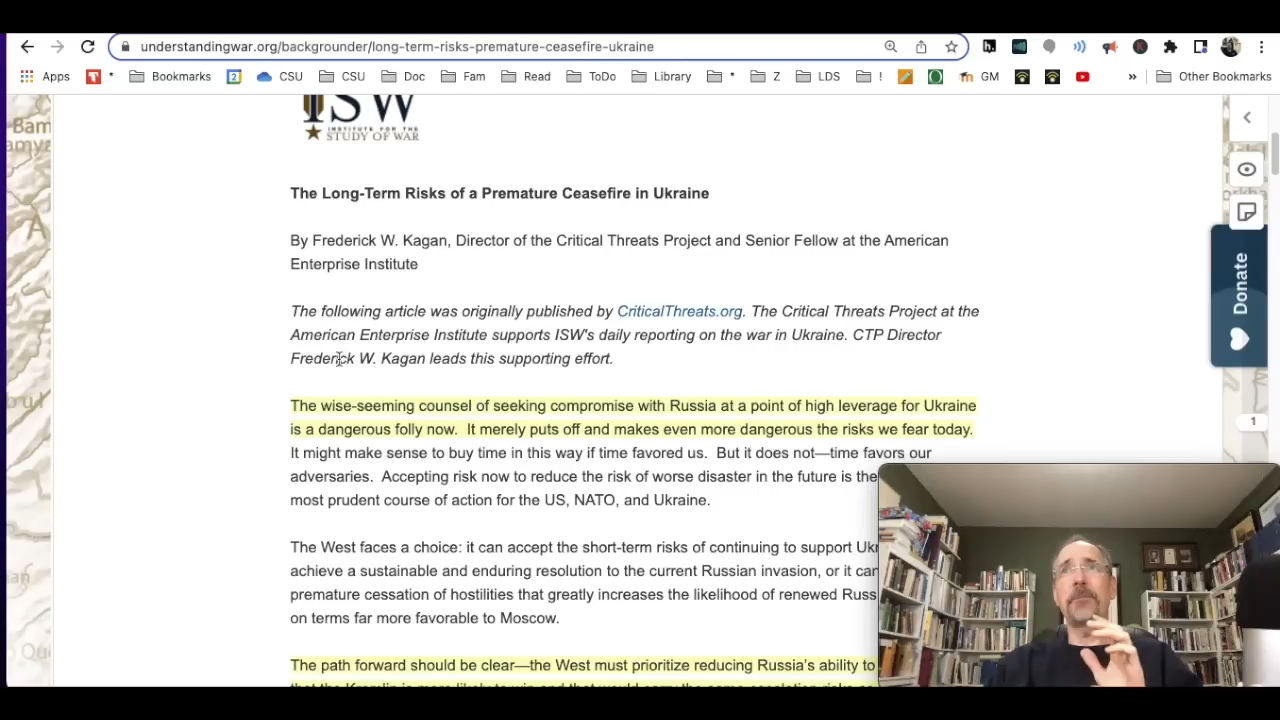 understandingwar.org/backgrounder/long-term-risks-premature-ceasefire-ukraine
Apps * Bookmarks CSU CSU Doc Fam Read ToDo Library * Z LDS ! GM » Other Bookmarks
ISW
INSTITUTE FOR THE
STUDY OF WAR
The Long-Term Risks of a Premature Ceasefire in Ukraine
By Frederick W. Kagan, Director of the Critical Threats Project and Senior Fellow at the American
Enterprise Institute
The following article was originally published by CriticalThreats.org. The Critical Threats Project at the
American Enterprise Institute supports ISW's daily reporting on the war in Ukraine. CTP Director
Frederick W. Kagan leads this supporting effort.
The wise-seeming counsel of seeking compromise with Russia at a point of high leverage for Ukraine
is a dangerous folly now. It merely puts off and makes even more dangerous the risks we fear today.
It might make sense to buy time in this way if time favored us. But it does not—time favors our
adversaries. Accepting risk now to reduce the risk of worse disaster in the future is the
most prudent course of action for the US, NATO, and Ukraine.
The West faces a choice: it can accept the short-term risks of continuing to support Uk
achieve a sustainable and enduring resolution to the current Russian invasion, or it can
premature cessation of hostilities that greatly increases the likelihood of renewed Russ
on terms far more favorable to Moscow.
The path forward should be clear—the West must prioritize reducing Russia's ability to
Donate
1